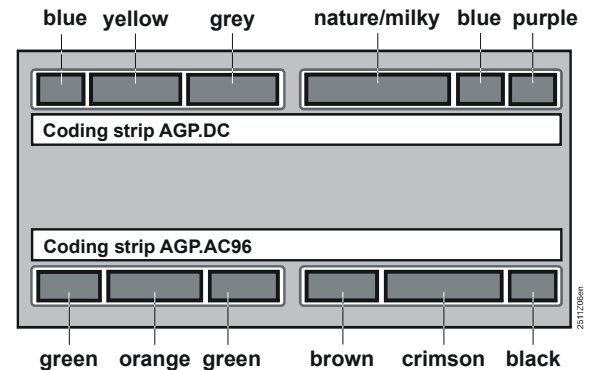 blue yellow grey nature/milky blue purple
Coding strip AGP.DC
Coding strip AGP.AC96
green orange green brown crimson black
2511Z06en